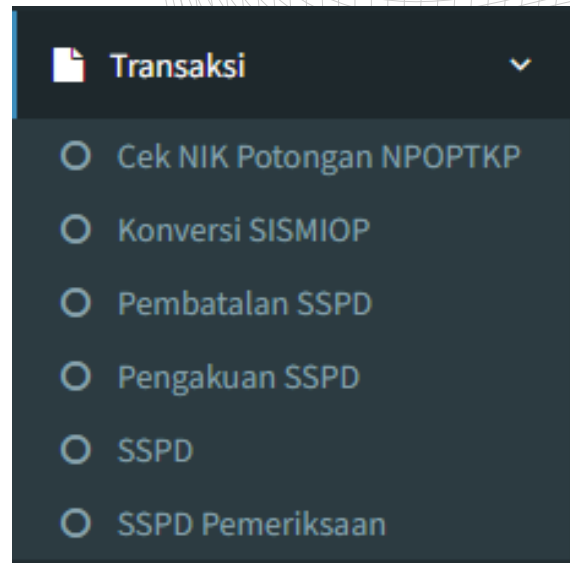 Transaksi
Cek NIK Potongan NPOPTKP
Konversi SISMIOP
Pembatalan SSPD
Pengakuan SSPD
SSPD
SSPD Pemeriksaan